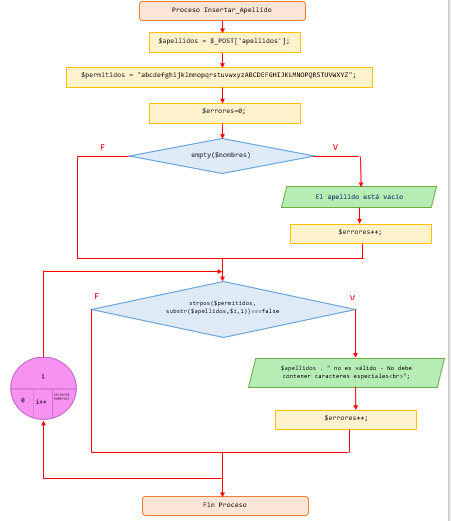 Proceso Insertar_Apellido
$apellidos = $_POST["apellidos"];
$permitidos = "abcdefghijklmnopqrstuvwxyzABCDEFGHIJKLMNOPQRSTUVWXYZ";
$errores=0;
F
V
empty($nombres)
El apellido está vacío
$errores++;
F
V
strpos($permitidos,
substr($apellidos,$i,1))===false
$apellidos . " no es válido - No debe
contener caracteres especiales<br>";
i
0
i++
$errores++;
Fin Proceso